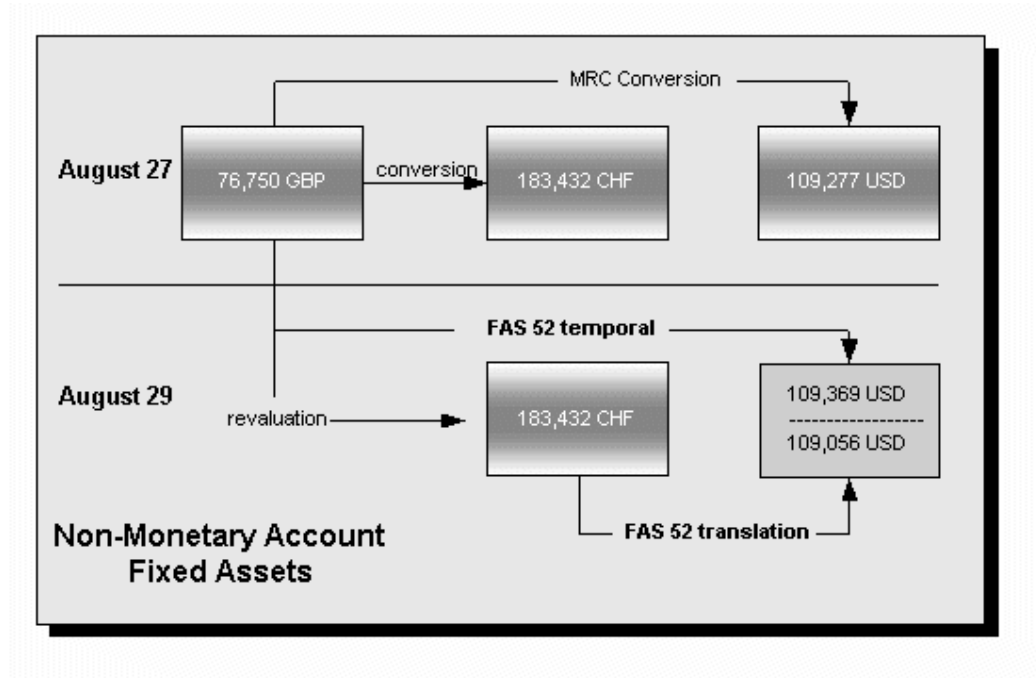 MRC Conversion
August 27
76,750 GBP
conversion
183,432 CHF
109,277 USD
FAS 52 temporal
August 29
revaluation
183,432 CHF
109,369 USD
109,056 USD
FAS 52 translation
Non-Monetary Account
Fixed Assets